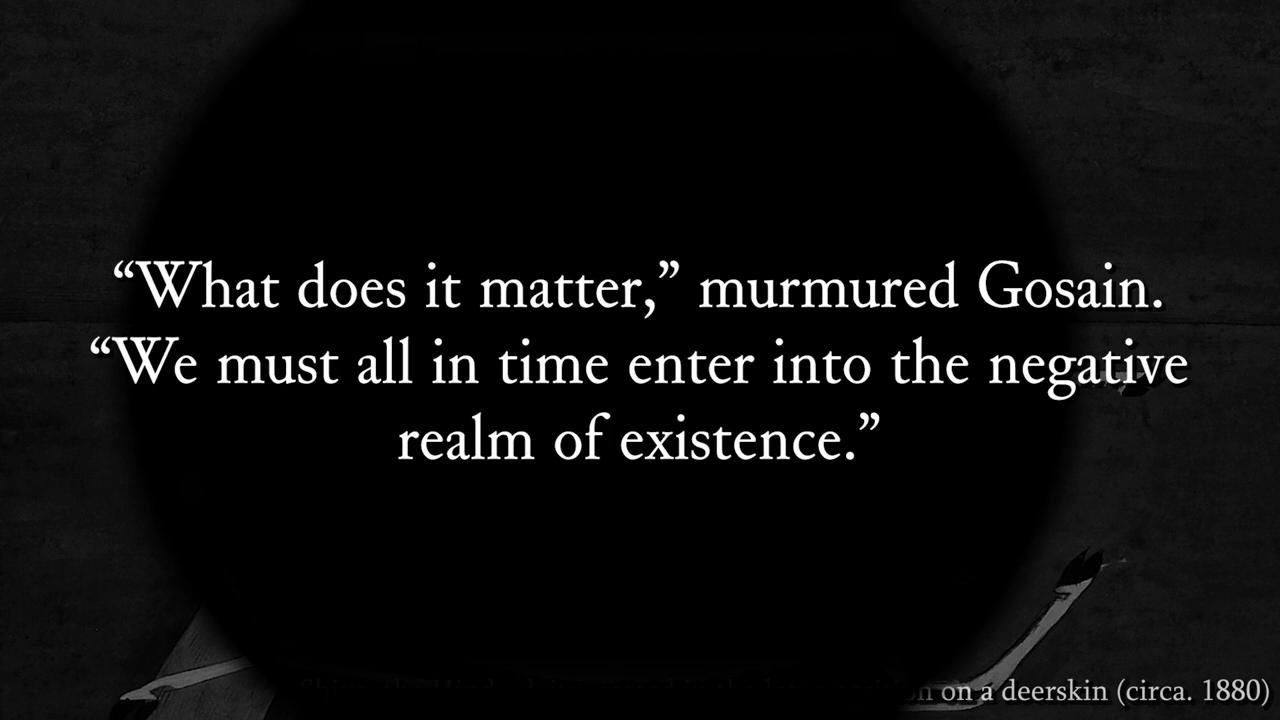 “What does it matter,” murmured Gosain.
“We must all in time enter into the negative
realm of existence.”
on a deerskin (circa. 1880)